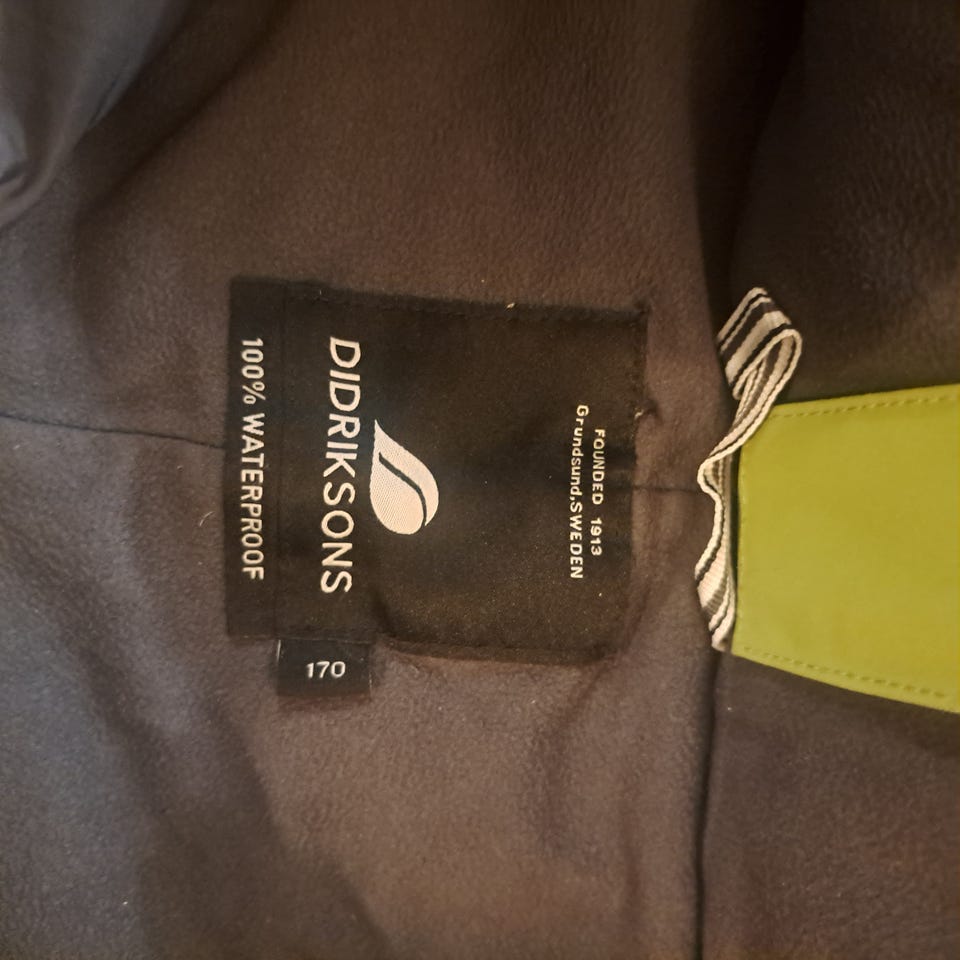 FOUNDED 1913
Grundsund,SWEDEN
DIDRIKSONS
100% WATERPROOF
170